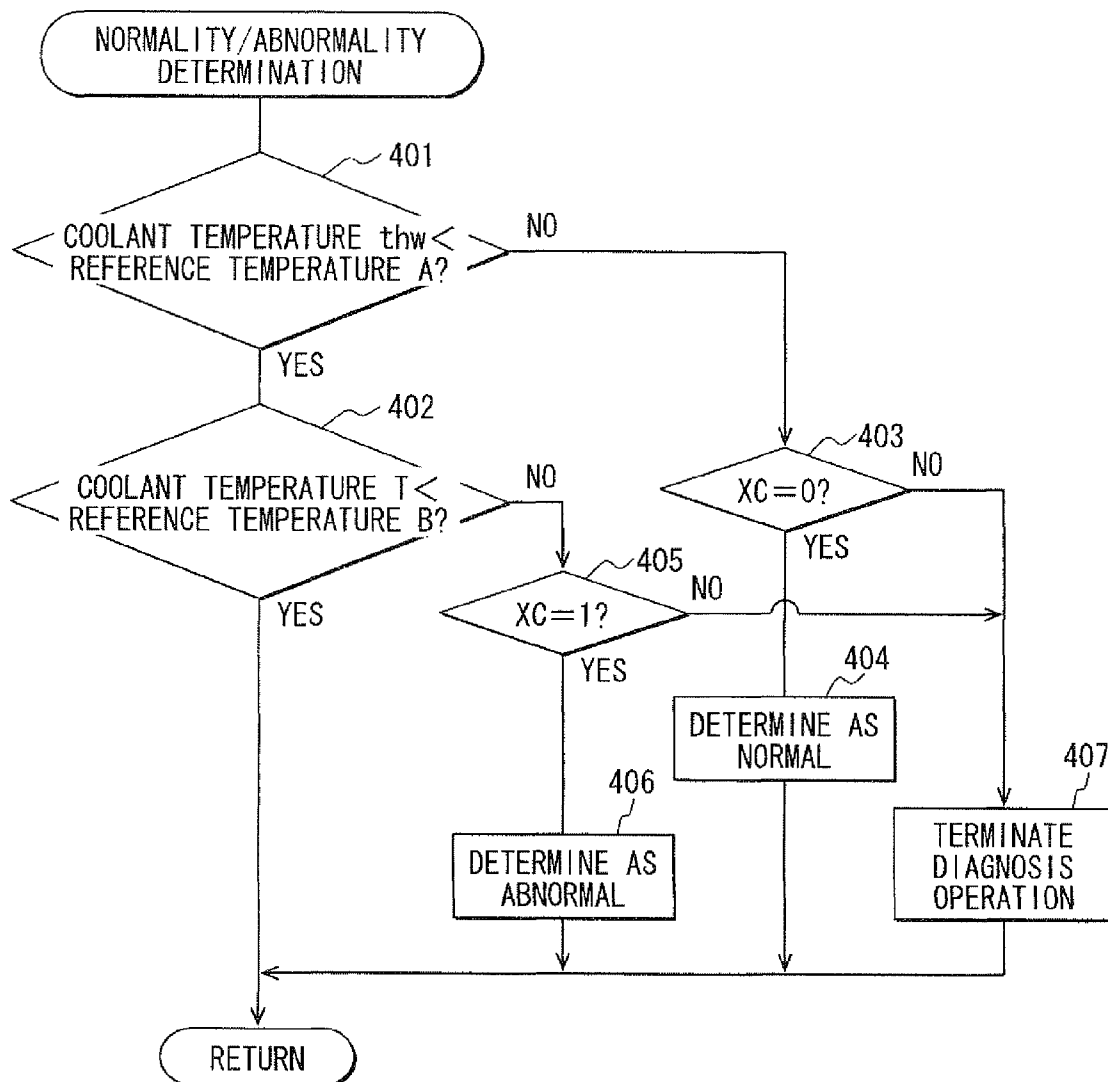 NORMALITY/ABNORMALITY
DETERMINATION
401
COOLANT TEMPERATURE thw<
REFERENCE TEMPERATURE A?
NO
YES
402
COOLANT TEMPERATURE T<
REFERENCE TEMPERATURE B?
NO
YES
403
XC=0?
NO
YES
405
XC=1?
NO
YES
404
DETERMINE AS
NORMAL
406
DETERMINE AS
ABNORMAL
407
TERMINATE
DIAGNOSIS
OPERATION
RETURN